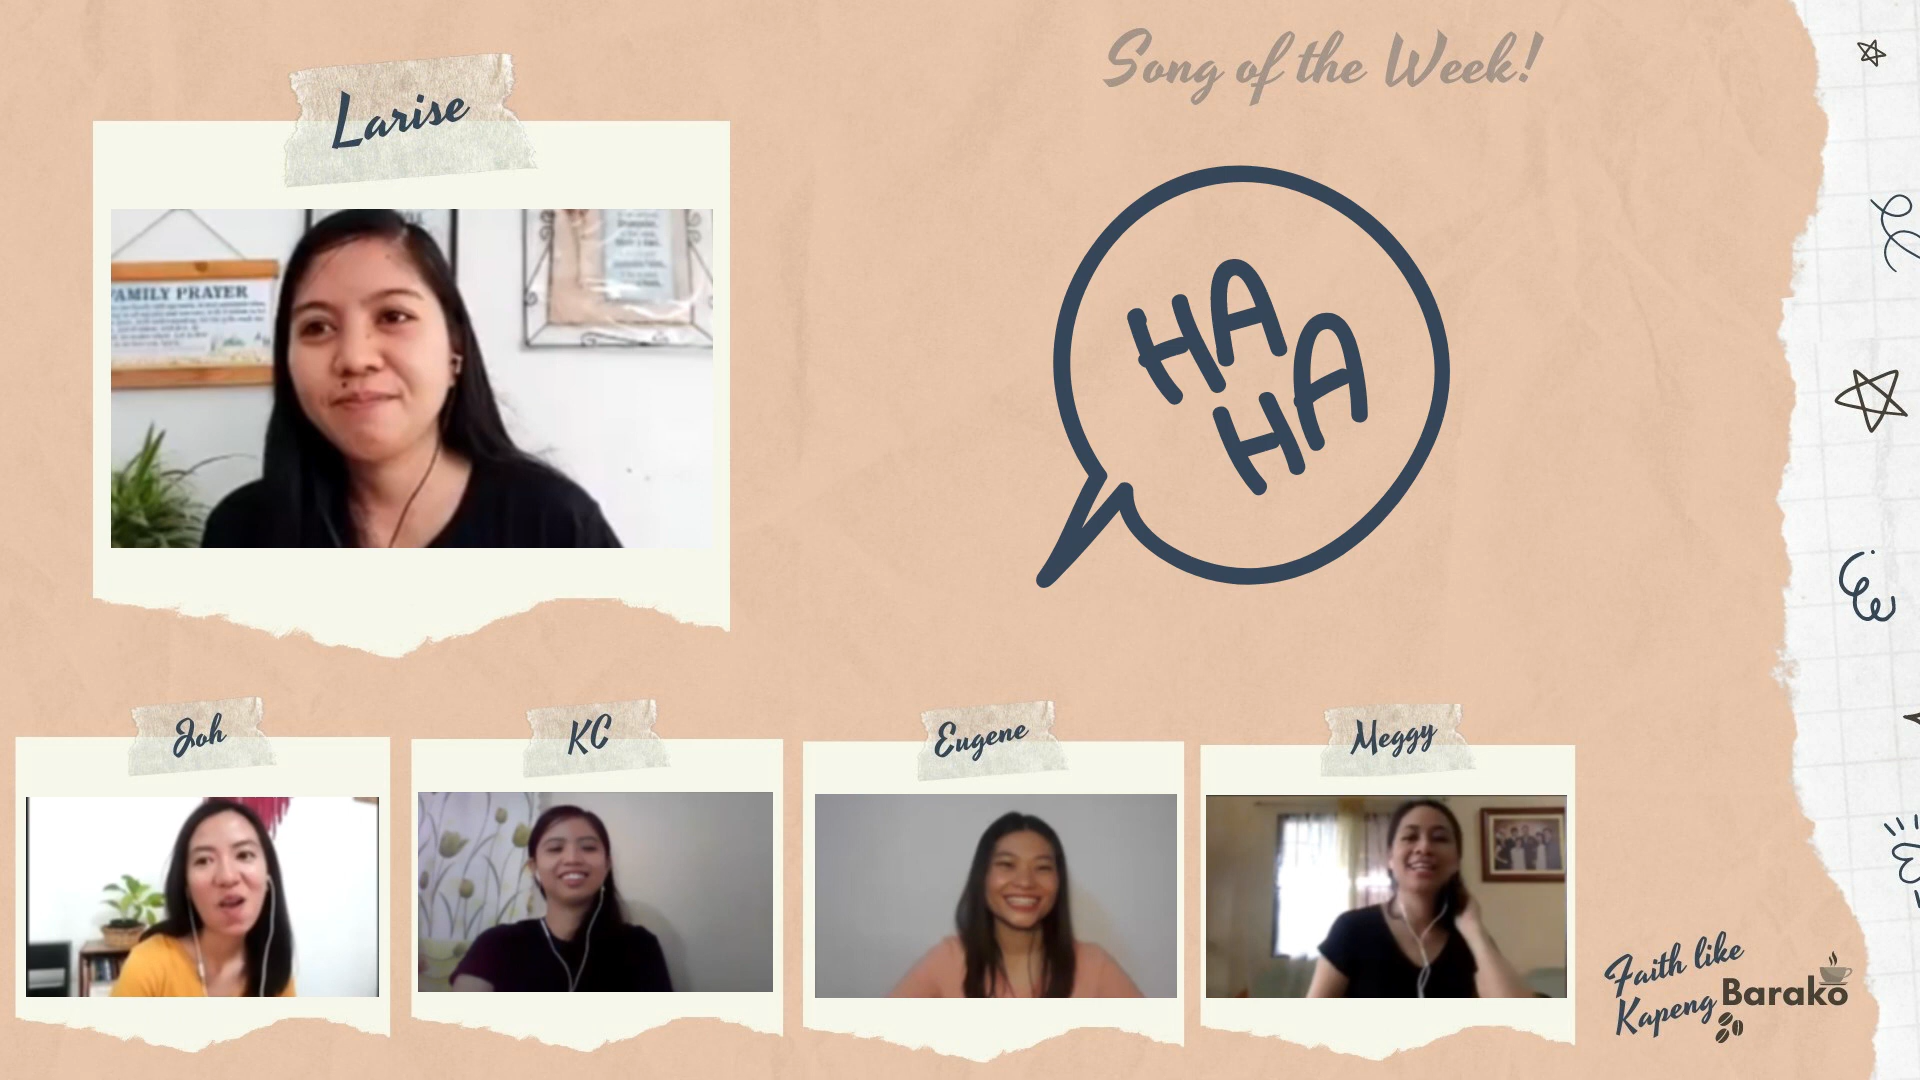 Song of the Week!
Larise
FAMILY PRAYER
HA
HA
Joh
KC
Eugene
Meggy
Faith like
Kapeng Barako